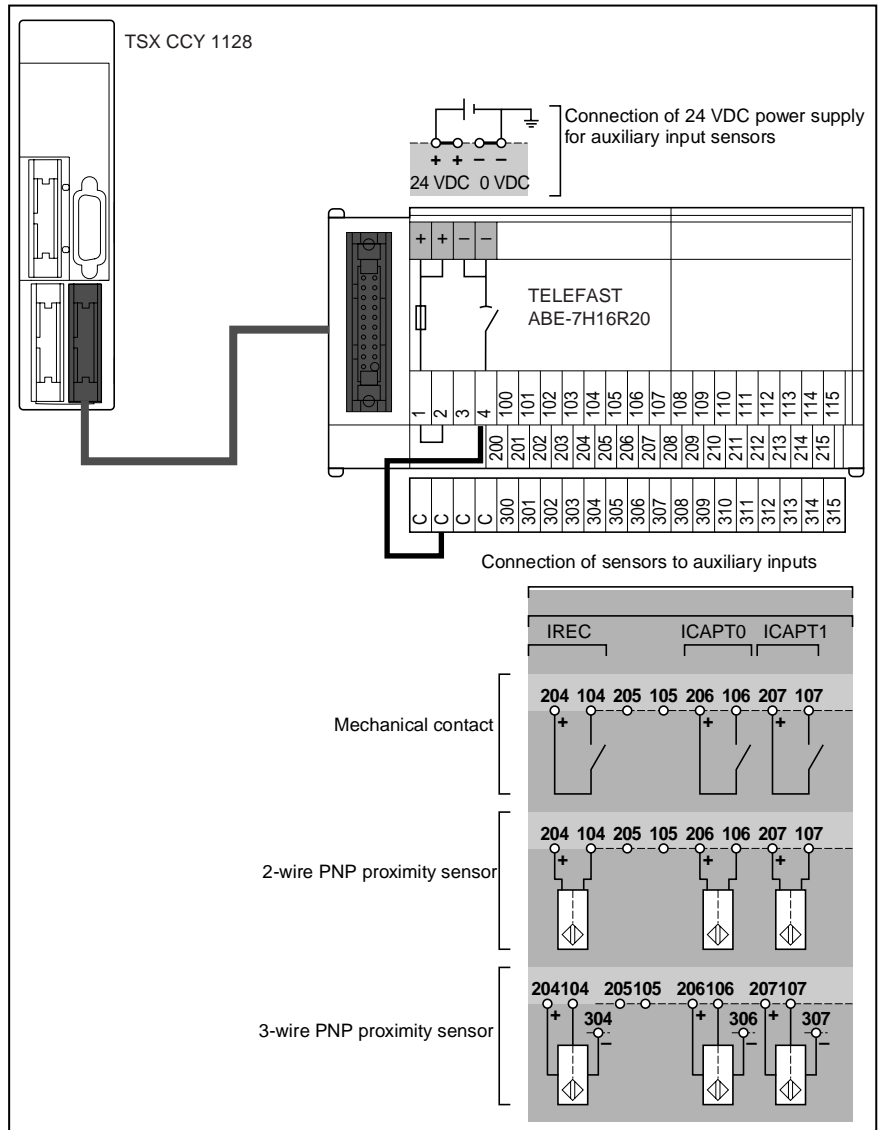 TSX CCY 1128
Connection of 24 VDC power supply
for auxiliary input sensors
+ + – –
24 VDC 0 VDC
+ + – –
TELEFAST
ABE-7H16R20
1 2 3 4 100 101 102 103 104 105 106 107 108 109 110 111 112 113 114 115
200 201 202 203 204 205 206 207 208 209 210 211 212 213 214 215
C C C C 300 301 302 303 304 305 306 307 308 309 310 311 312 313 314 315
Connection of sensors to auxiliary inputs
IREC ICAPT0 ICAPT1
204 104 205 105 206 106 207 107
+ + +
Mechanical contact
204 104 205 105 206 106 207 107
+ + +
2-wire PNP proximity sensor
204104 205105 206106 207107
+ 304 + 306 + 307
– – –
3-wire PNP proximity sensor